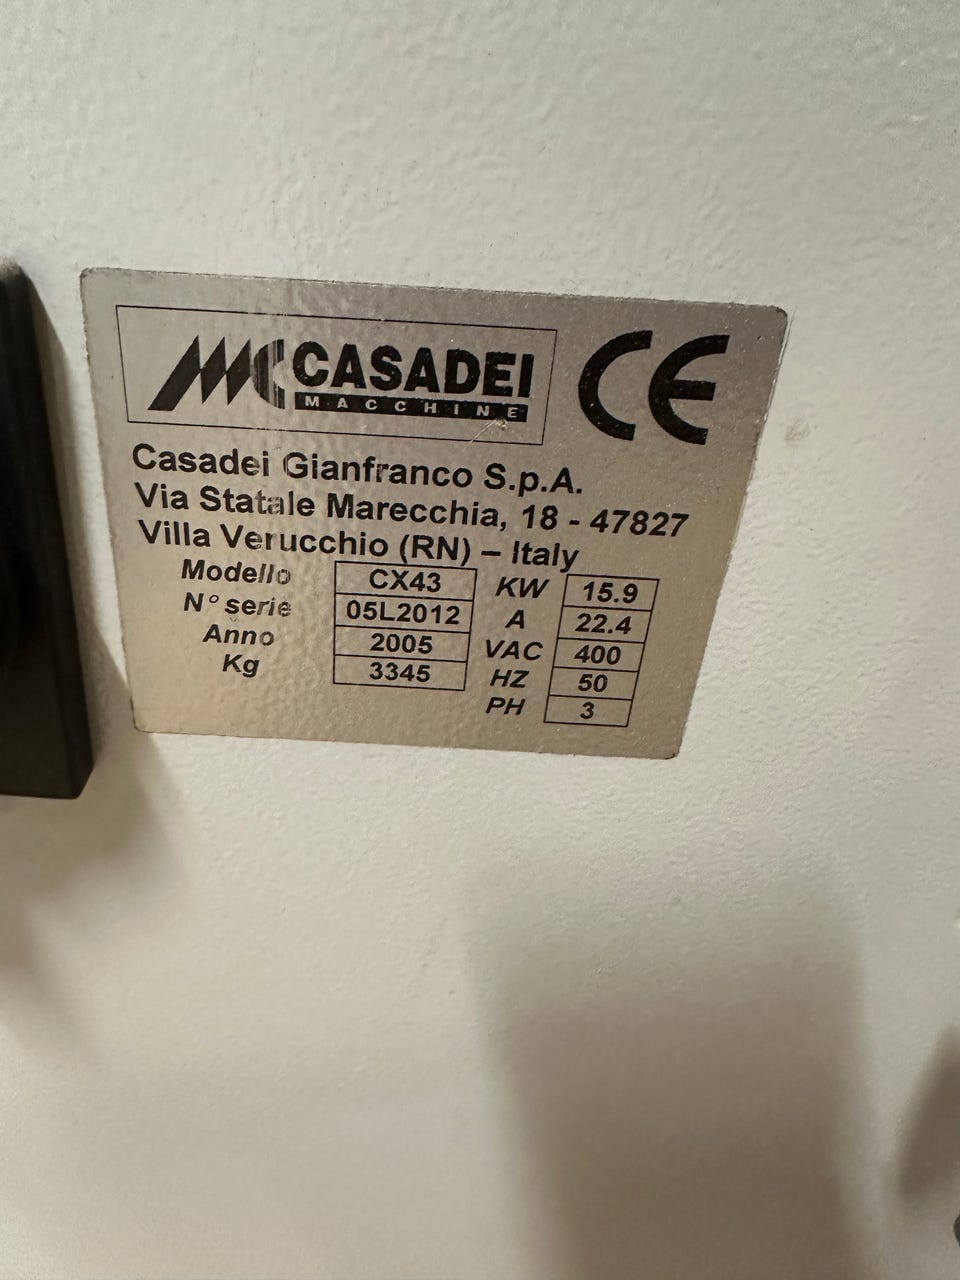 MC CASADEI
MACCHINE
CE
Casadei Gianfranco S.p.A.
Via Statale Marecchia, 18 - 47827
Villa Verucchio (RN) – Italy
Modello CX43 KW 15.9
N° serie 05L2012 A 22.4
Anno 2005 VAC 400
Kg 3345 HZ 50
PH 3